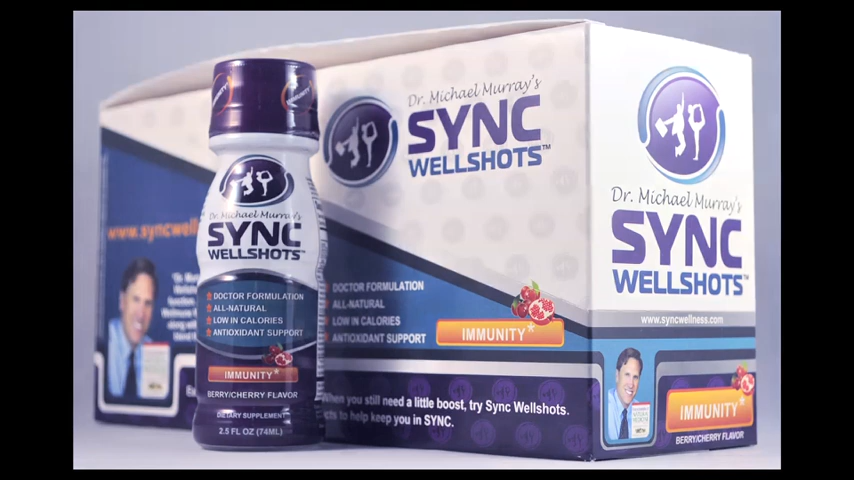 IMMUNITY*
Dr. Michael Murray's
SYNC
WELLSHOTS™
DOCTOR FORMULATION
ALL-NATURAL
LOW IN CALORIES
ANTIOXIDANT SUPPORT
IMMUNITY*
BERRY/CHERRY FLAVOR
DIETARY SUPPLEMENT
2.5 FL OZ (74ML)
www.syncwell
Dr. Michael Murray's
SYNC
WELLSHOTS™
DOCTOR FORMULATION
ALL-NATURAL
LOW IN CALORIES
ANTIOXIDANT SUPPORT
IMMUNITY*
When you still need a little boost, try Sync Wellshots.
to help keep you in SYNC.
Dr. Michael Murray's
SYNC
WELLSHOTS™
www.syncwellness.com
IMMUNITY*
BERRY/CHERRY FLAVOR